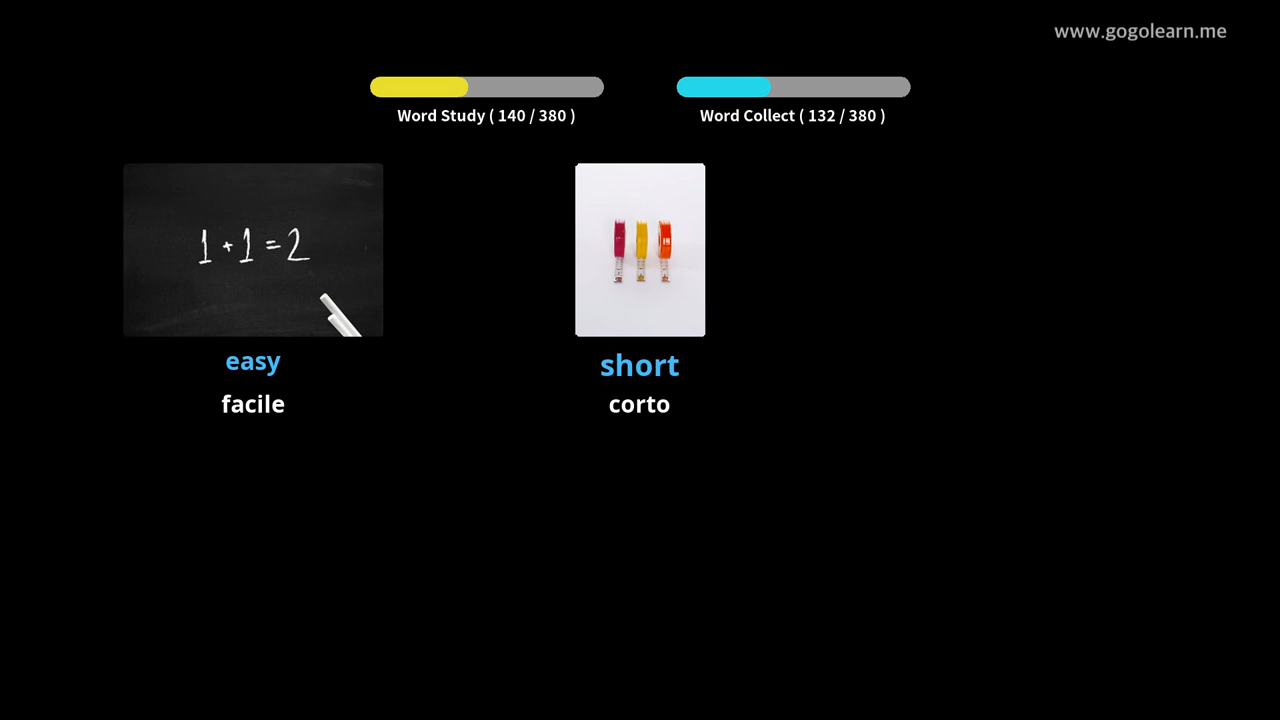 www.gogolearn.me
Word Study ( 140 / 380 )
Word Collect ( 132 / 380 )
1 + 1 = 2
easy
facile
short
corto